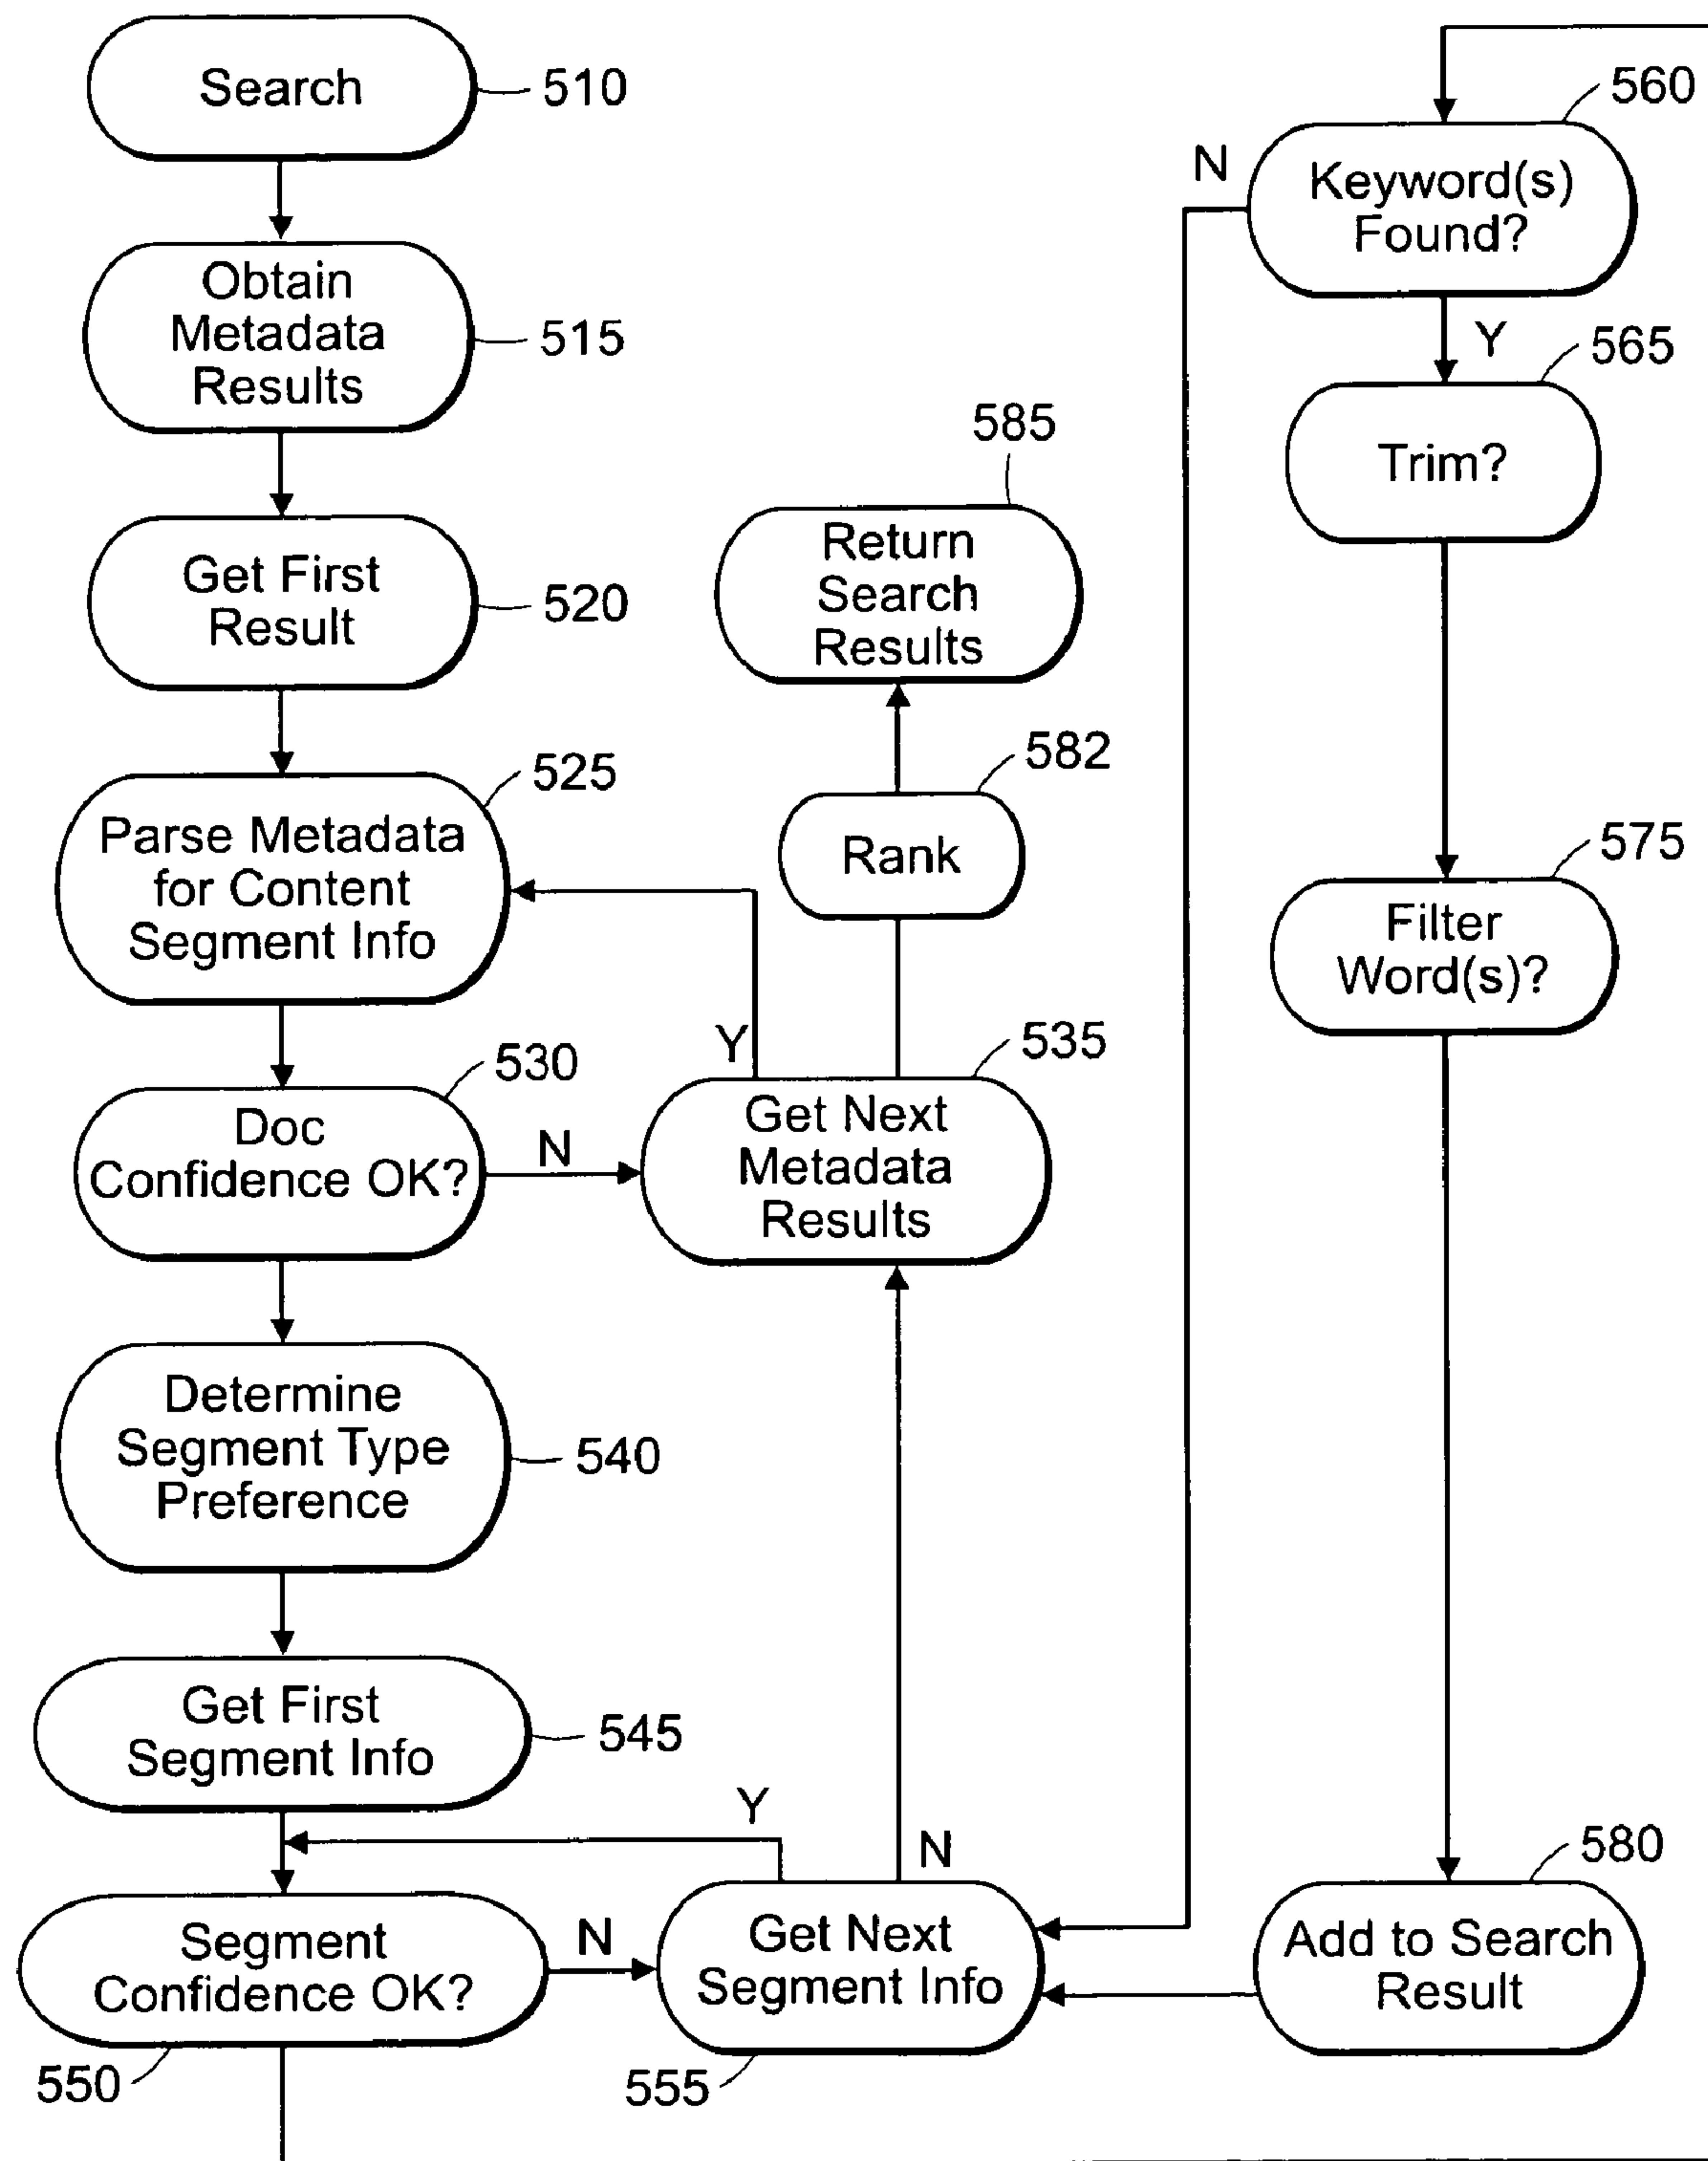 Search
510
Obtain
Metadata
Results
515
Get First
Result
520
Parse Metadata
for Content
Segment Info
525
Doc
Confidence OK?
530
N
Determine
Segment Type
Preference
540
Get First
Segment Info
545
Segment
Confidence OK?
550
N
585
Return
Search
Results
582
Rank
Y
535
Get Next
Metadata
Results
Y
N
Get Next
Segment Info
555
560
N
Keyword(s)
Found?
Y
565
Trim?
575
Filter
Word(s)?
580
Add to Search
Result